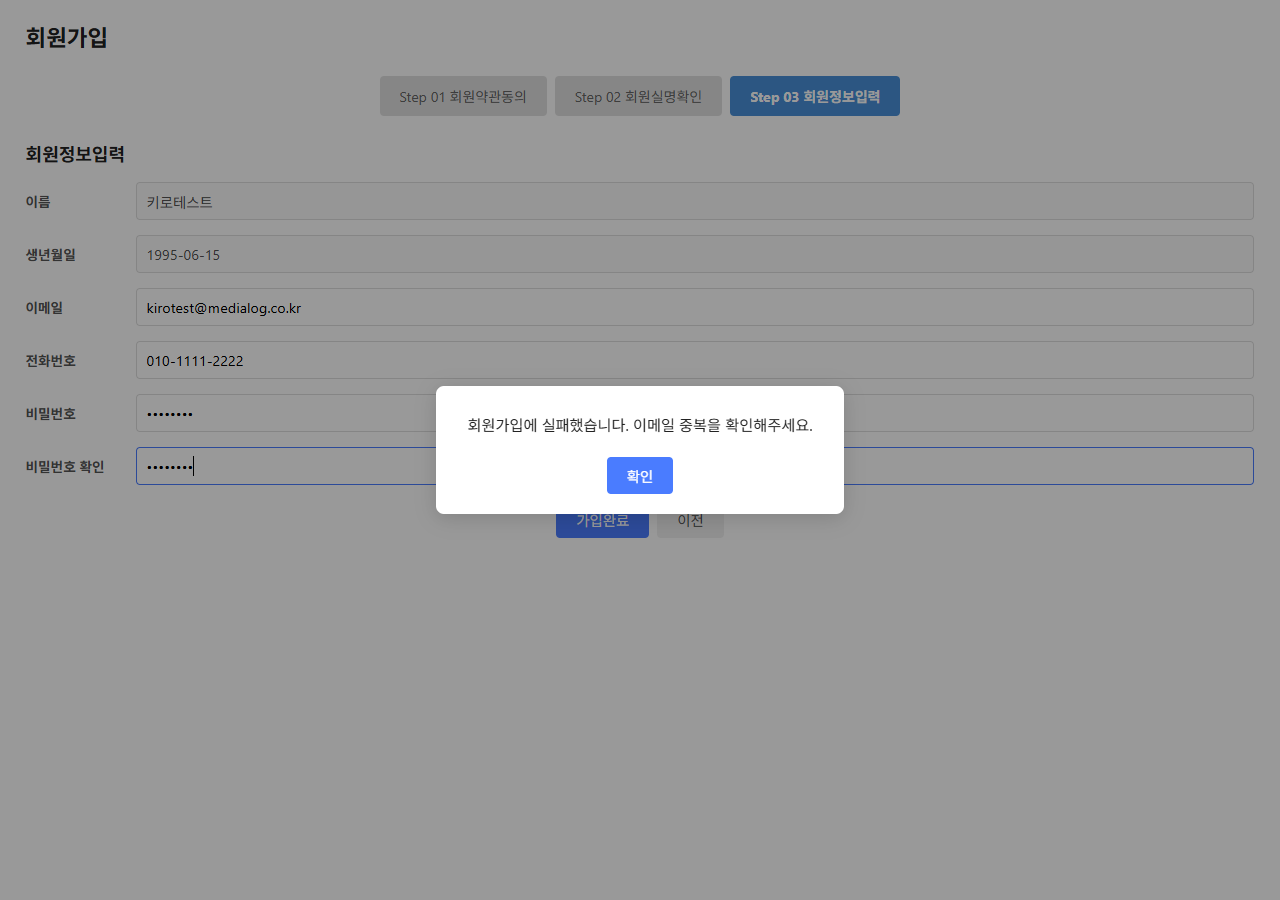 회원가입
Step 01 회원약관동의
Step 02 회원실명확인
Step 03 회원정보입력
회원정보입력
이름
키로테스트
생년월일
1995-06-15
이메일
kirotest@medialog.co.kr
전화번호
010-1111-2222
비밀번호
••••••••
비밀번호 확인
••••••••
회원가입에 실패했습니다. 이메일 중복을 확인해주세요.
확인
가입완료
이전